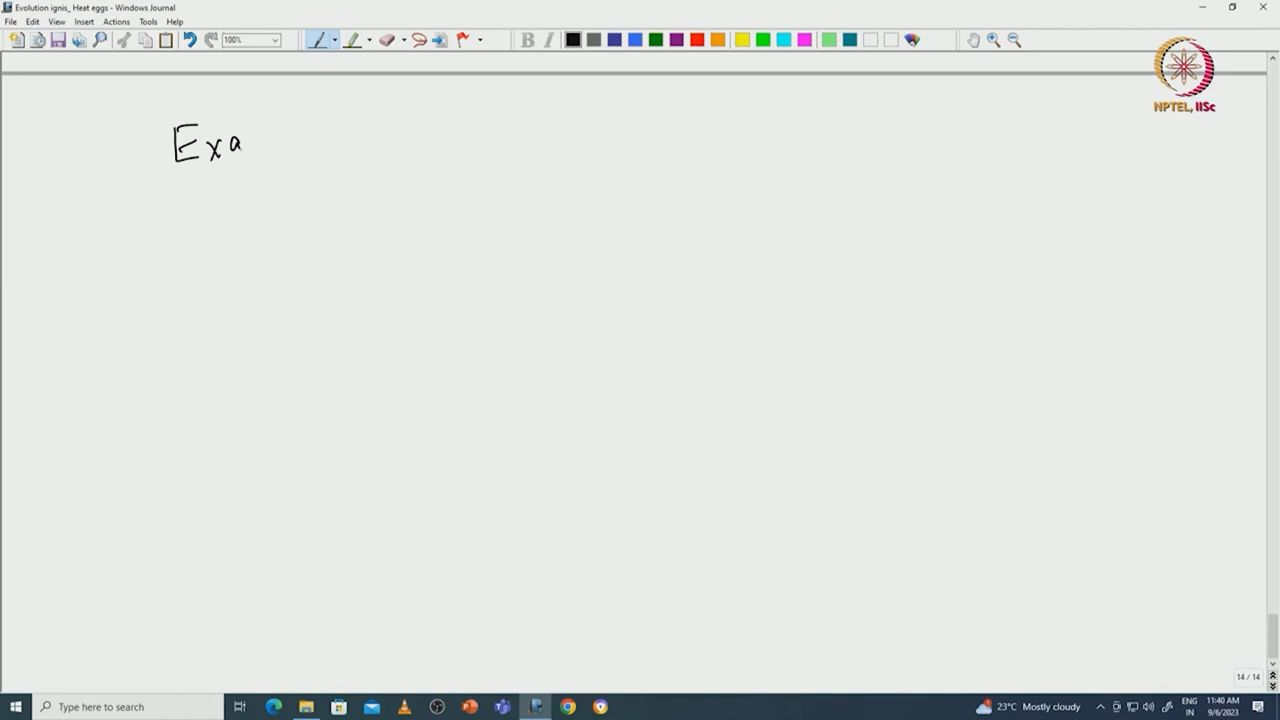 Evolution ignis_ Heat eggs - Windows Journal
File Edit View Insert Actions Tools Help
100%
B I
NPTEL, IISc
Exa
14 / 14
Type here to search
23°C Mostly cloudy
ENG
IN
11:40 AM
9/6/2023